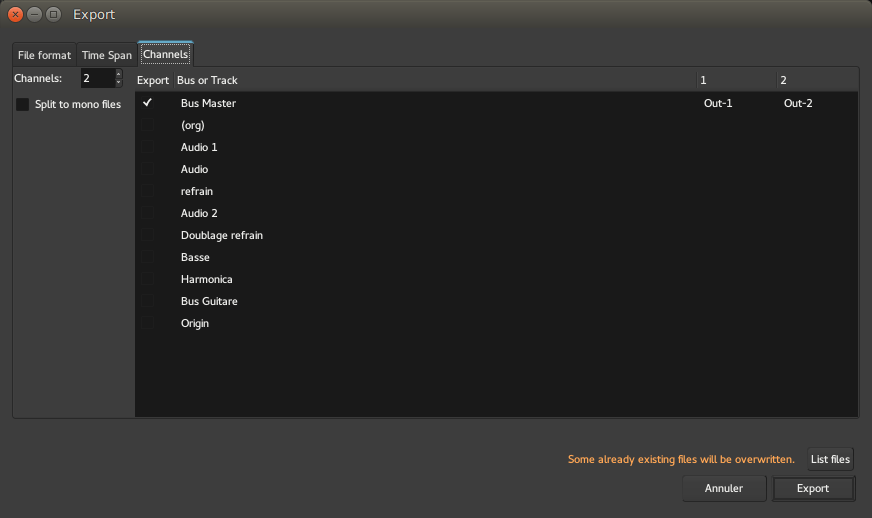 Export
File format Time Span Channels
Channels: 2
Split to mono files
Export Bus or Track 1 2
Bus Master Out-1 Out-2
(org)
Audio 1
Audio
refrain
Audio 2
Doublage refrain
Basse
Harmonica
Bus Guitare
Origin
Some already existing files will be overwritten. List files
Annuler Export